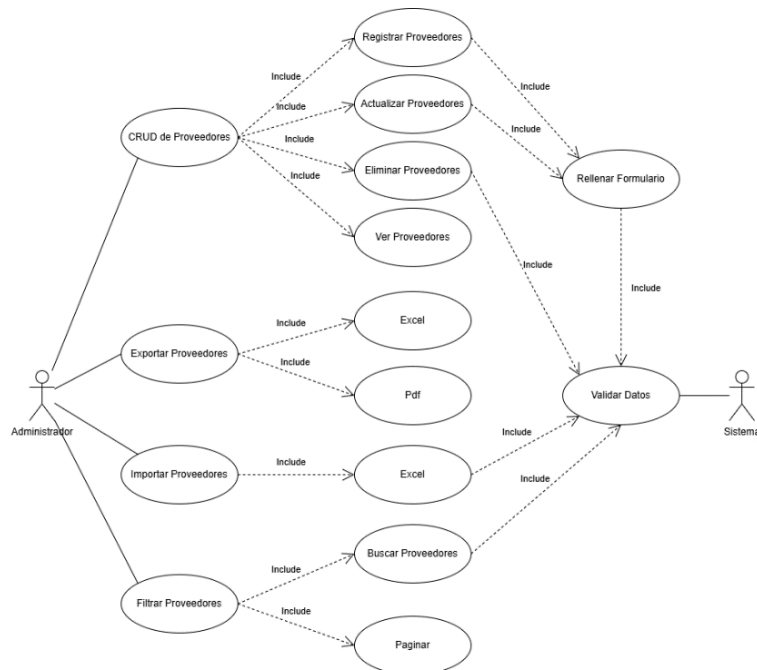 Registrar Proveedores
Include
Actualizar Proveedores
Include
Include
CRUD de Proveedores
Include
Include
Eliminar Proveedores
Rellenar Formulario
Include
Ver Proveedores
Include
Include
Excel
Include
Exportar Proveedores
Include
Pdf
Validar Datos
Administrador
Sistema
Include
Importar Proveedores
Include
Excel
Buscar Proveedores
Include
Include
Filtrar Proveedores
Include
Paginar